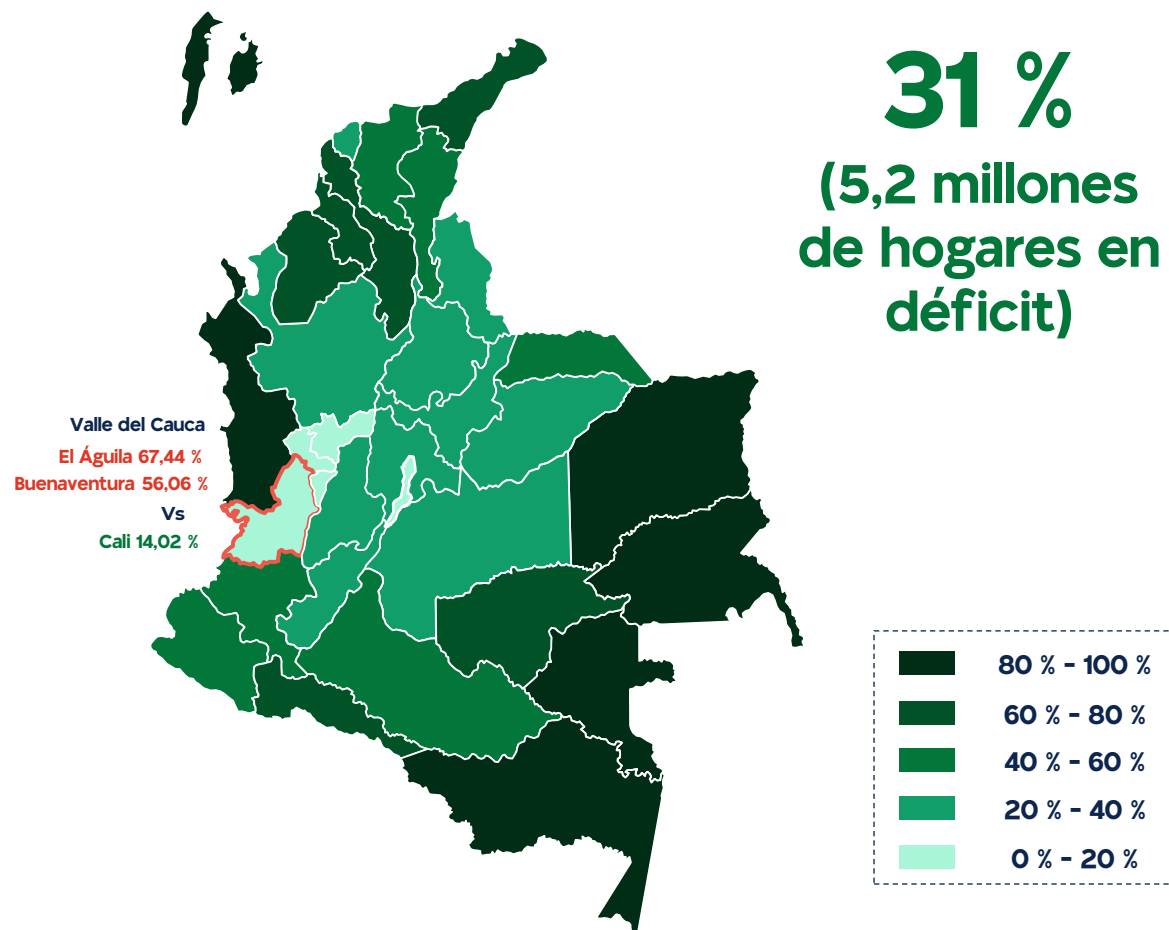 31 %
(5,2 millones
de hogares en
déficit)
Valle del Cauca
El Águila 67,44 %
Buenaventura 56,06 %
Vs
Cali 14,02 %
80 % - 100 %
60 % - 80 %
40 % - 60 %
20 % - 40 %
0 % - 20 %